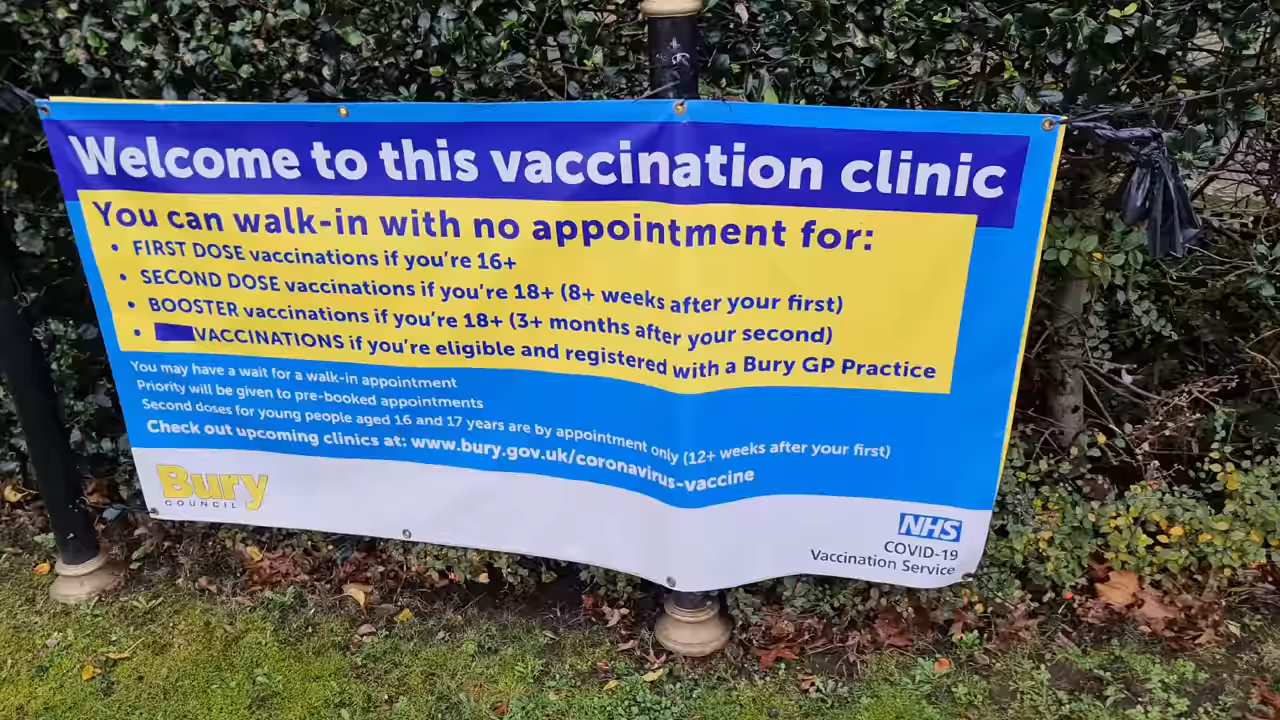 Welcome to this vaccination clinic
You can walk-in with no appointment for:
• FIRST DOSE vaccinations if you're 16+
• SECOND DOSE vaccinations if you're 18+ (8+ weeks after your first)
• BOOSTER vaccinations if you're 18+ (3+ months after your second)
• VACCINATIONS if you're eligible and registered with a Bury GP Practice
You may have a wait for a walk-in appointment
Priority will be given to pre-booked appointments
Second doses for young people aged 16 and 17 years are by appointment only (12+ weeks after your first)
Check out upcoming clinics at: www.bury.gov.uk/coronavirus-vaccine
Bury
COUNCIL
NHS
COVID-19
Vaccination Service